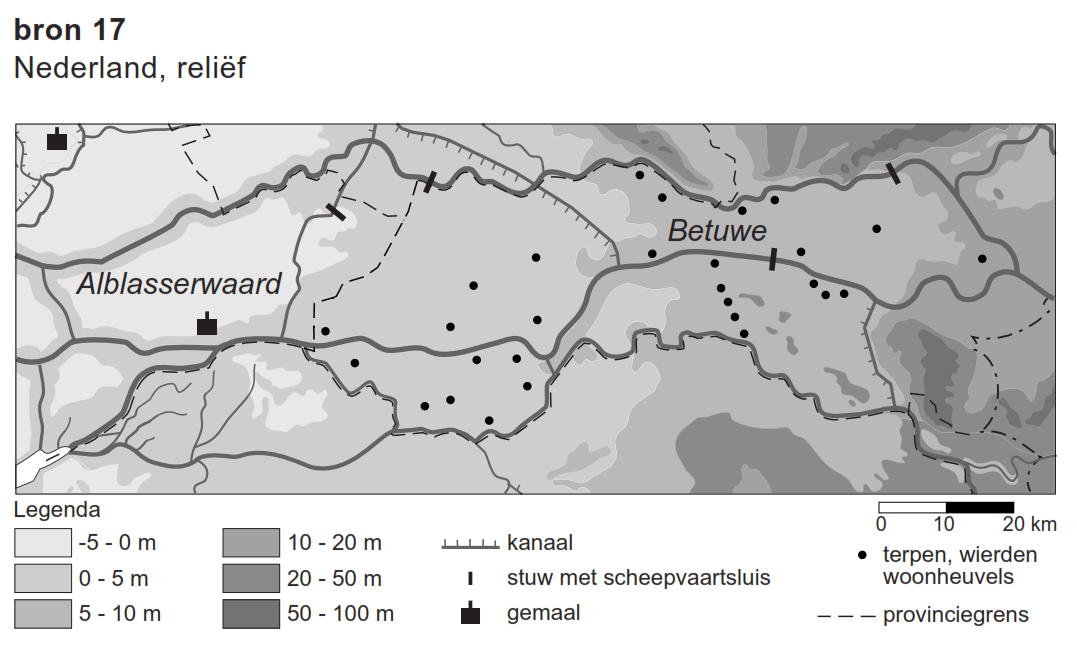 bron 17
Nederland, reliëf
Betuwe
Alblasserwaard
Legenda
-5 - 0 m
0 - 5 m
5 - 10 m
10 - 20 m
20 - 50 m
50 - 100 m
kanaal
stuw met scheepvaartsluis
gemaal
0 10 20 km
terpen, wierden
woonheuvels
provinciegrens